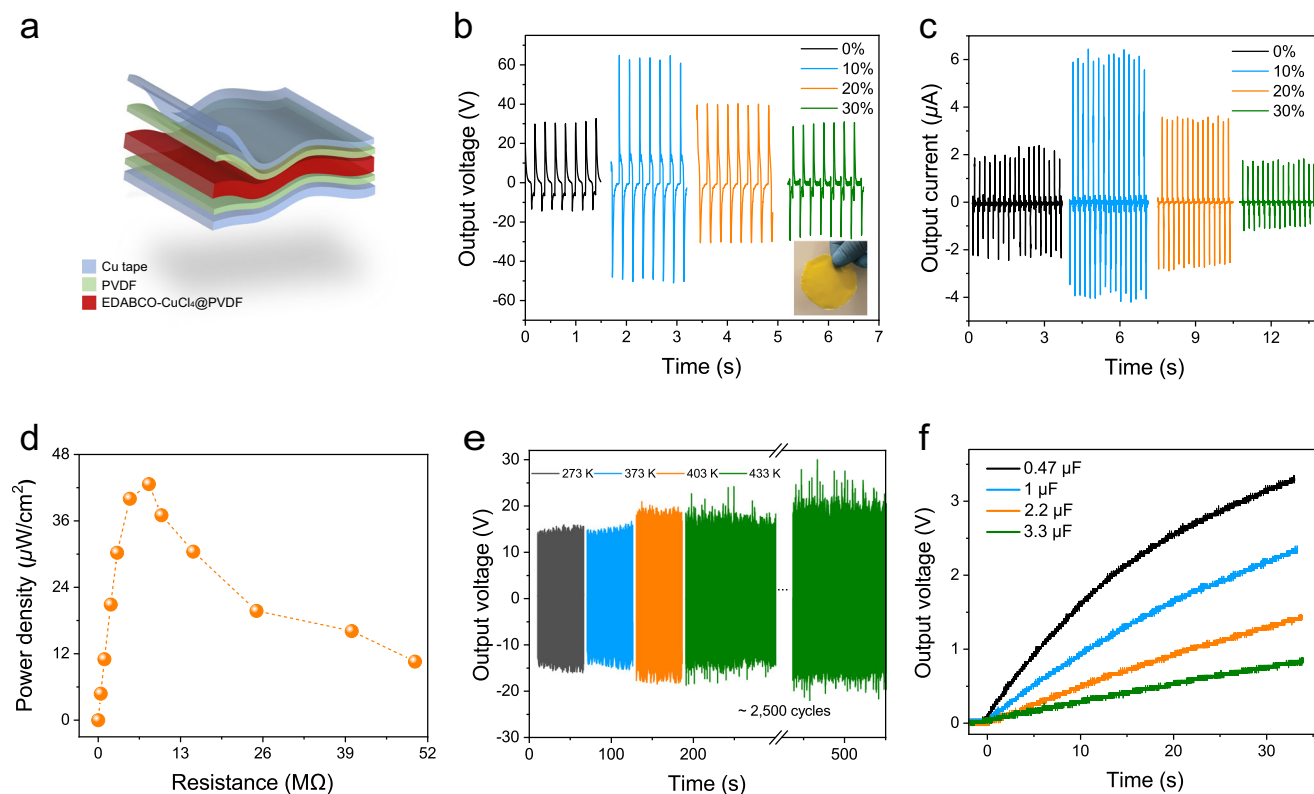 a
Cu tape
PVDF
EDABCO-CuCl₄@PVDF
b
Output voltage (V)
60
40
20
0
-20
-40
-60
0%
10%
20%
30%
0 1 2 3 4 5 6 7
Time (s)
c
Output current (µA)
6
4
2
0
-2
-4
0%
10%
20%
30%
0 3 6 9 12
Time (s)
d
Power density (µW/cm²)
48
36
24
12
0
0 13 26 39 52
Resistance (MΩ)
e
Output voltage (V)
30
20
10
0
-10
-20
-30
273 K 373 K 403 K 433 K
...
~ 2,500 cycles
0 200 500
Time (s)
f
Output voltage (V)
3
2
1
0
0.47 µF
1 µF
2.2 µF
3.3 µF
0 10 20 30
Time (s)